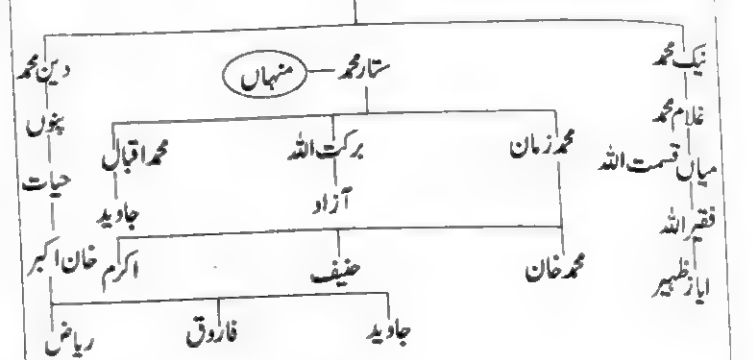 نیک محمد
ستار محمد منہاں
دین محمد
غلام محمد
پنوں
محمد زمان برکت اللہ محمد اقبال
میاں قسمت اللہ
حیات
آزاد جاوید
فقیر اللہ
محمد خان حنیف اکرم خان اکبر
ایاز ظہیر
جاوید فاروق ریاض